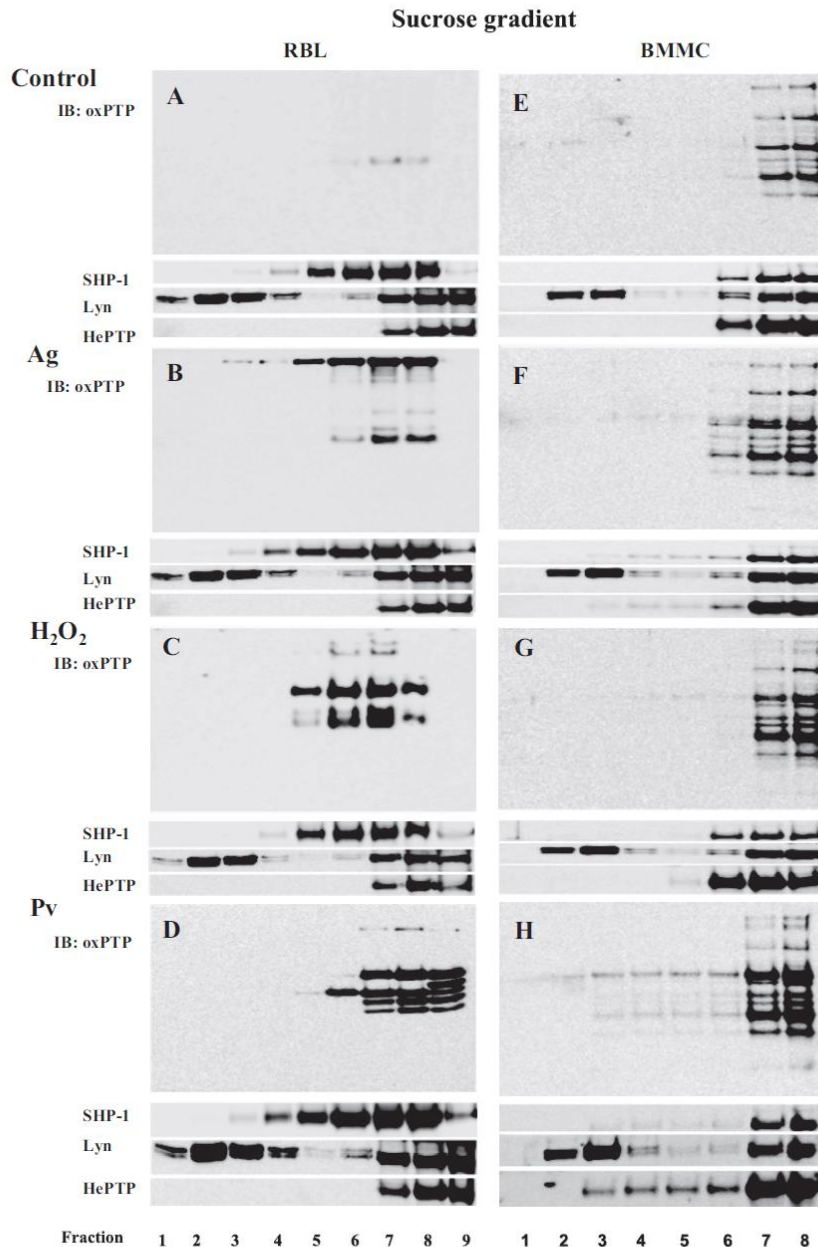 Sucrose gradient
RBL BMMC
Control
IB: oxPTP
A E
SHP-1
Lyn
HePTP
Ag
IB: oxPTP
B F
SHP-1
Lyn
HePTP
H₂O₂
IB: oxPTP
C G
SHP-1
Lyn
HePTP
Pv
IB: oxPTP
D H
SHP-1
Lyn
HePTP
Fraction 1 2 3 4 5 6 7 8 9 1 2 3 4 5 6 7 8